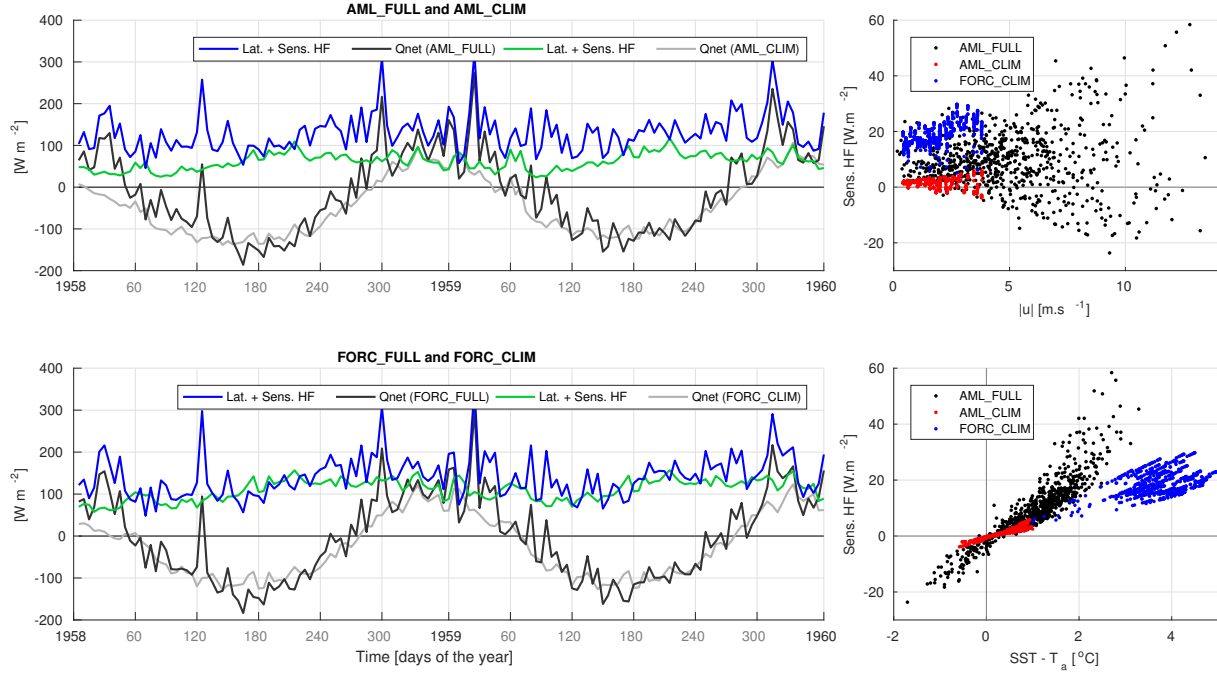 AML_FULL and AML_CLIM
Lat. + Sens. HF Qnet (AML_FULL) Lat. + Sens. HF Qnet (AML_CLIM)
[W m -2]
400
300
200
100
0
-100
-200
1958 60 120 180 240 300 1959 60 120 180 240 300 1960
AML_FULL
AML_CLIM
FORC_CLIM
Sens. HF [W.m -2]
60
40
20
0
-20
0 5 10
|u| [m.s -1]
FORC_FULL and FORC_CLIM
Lat. + Sens. HF Qnet (FORC_FULL) Lat. + Sens. HF Qnet (FORC_CLIM)
[W m -2]
400
300
200
100
0
-100
-200
1958 60 120 180 240 300 1959 60 120 180 240 300 1960
Time [days of the year]
AML_FULL
AML_CLIM
FORC_CLIM
Sens. HF [W.m -2]
60
40
20
0
-20
-2 0 2 4
SST - T a [ oC]